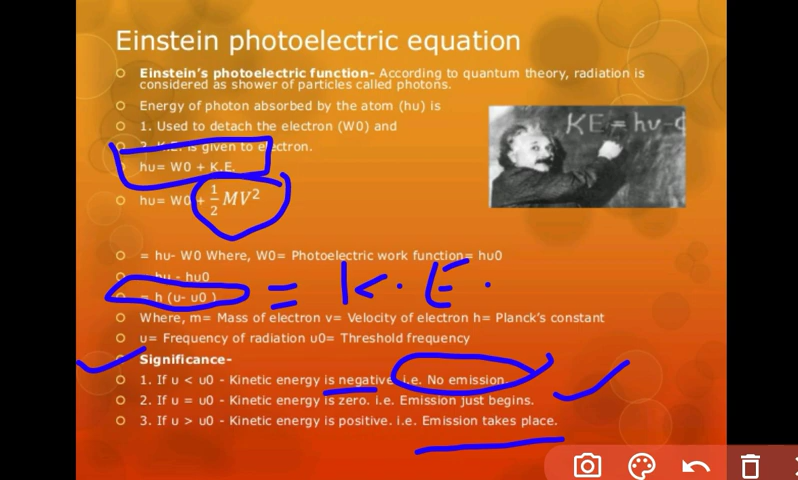 Einstein photoelectric equation
Einstein's photoelectric function- According to quantum theory, radiation is
considered as shower of particles called photons.
Energy of photon absorbed by the atom (hu) is
1. Used to detach the electron (W0) and
2. K.E. is given to electron.
KE = hν-
hu= W0 + K.E.
hu= W0 + 1/2 MV²
= hu- W0 Where, W0= Photoelectric work function= hu0
hu - hu0
= h (u- u0 ) = K.E.
Where, m= Mass of electron v= Velocity of electron h= Planck's constant
u= Frequency of radiation u0= Threshold frequency
Significance-
1. If u < u0 - Kinetic energy is negative. i.e. No emission.
2. If u = u0 - Kinetic energy is zero. i.e. Emission just begins.
3. If u > u0 - Kinetic energy is positive. i.e. Emission takes place.